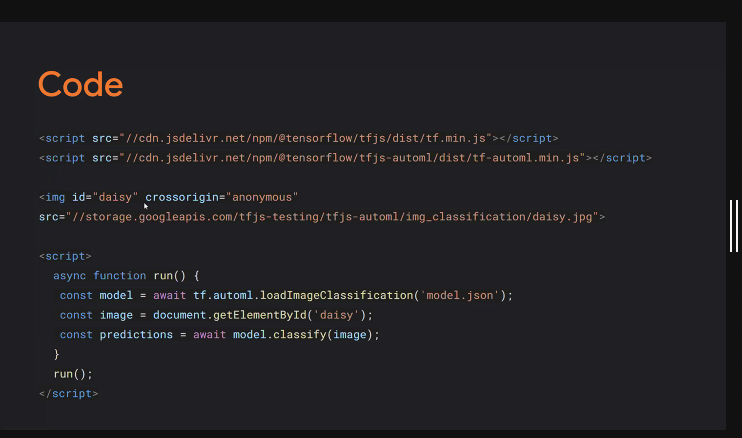 Code
<script src="//cdn.jsdelivr.net/npm/@tensorflow/tfjs/dist/tf.min.js"></script>
<script src="//cdn.jsdelivr.net/npm/@tensorflow/tfjs-automl/dist/tf-automl.min.js"></script>
<img id="daisy" crossorigin="anonymous"
src="//storage.googleapis.com/tfjs-testing/tfjs-automl/img_classification/daisy.jpg">
<script>
async function run() {
const model = await tf.automl.loadImageClassification('model.json');
const image = document.getElementById('daisy');
const predictions = await model.classify(image);
}
run();
</script>